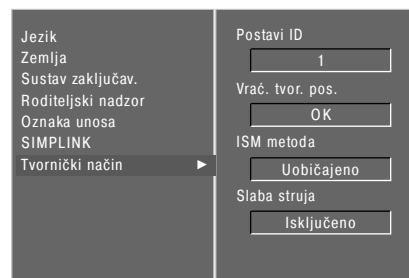 Jezik
Zemlja
Sustav zaključav.
Roditeljski nadzor
Oznaka unosa
SIMPLINK
Tvornički način ►
Postavi ID
1
Vrać. tvor. pos.
OK
ISM metoda
Uobičajeno
Slaba struja
Isključeno